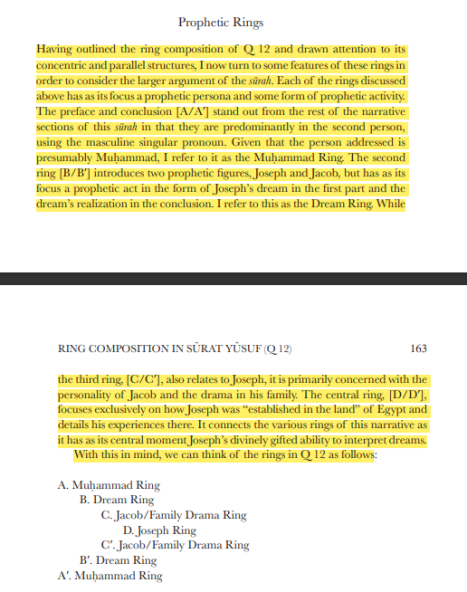 Prophetic Rings
Having outlined the ring composition of Q 12 and drawn attention to its
concentric and parallel structures, I now turn to some features of these rings in
order to consider the larger argument of the sūrah. Each of the rings discussed
above has as its focus a prophetic persona and some form of prophetic activity.
The preface and conclusion [A/A′] stand out from the rest of the narrative
sections of this sūrah in that they are predominantly in the second person,
using the masculine singular pronoun. Given that the person addressed is
presumably Muḥammad, I refer to it as the Muḥammad Ring. The second
ring [B/B′] introduces two prophetic figures, Joseph and Jacob, but has as its
focus a prophetic act in the form of Joseph’s dream in the first part and the
dream’s realization in the conclusion. I refer to this as the Dream Ring. While
RING COMPOSITION IN SŪRAT YŪSUF (Q 12) 163
the third ring, [C/C′], also relates to Joseph, it is primarily concerned with the
personality of Jacob and the drama in his family. The central ring, [D/D′],
focuses exclusively on how Joseph was “established in the land” of Egypt and
details his experiences there. It connects the various rings of this narrative as
it has as its central moment Joseph’s divinely gifted ability to interpret dreams.
With this in mind, we can think of the rings in Q 12 as follows:
A. Muḥammad Ring
B. Dream Ring
C. Jacob/Family Drama Ring
D. Joseph Ring
C′. Jacob/Family Drama Ring
B′. Dream Ring
A′. Muḥammad Ring